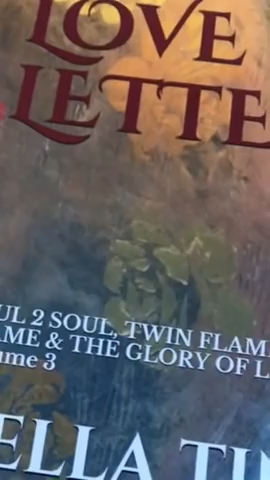 LOVE
LETTE
UL 2 SOUL, TWIN FLAM
AME & THE GLORY OF L
ume 3
ELLA TI